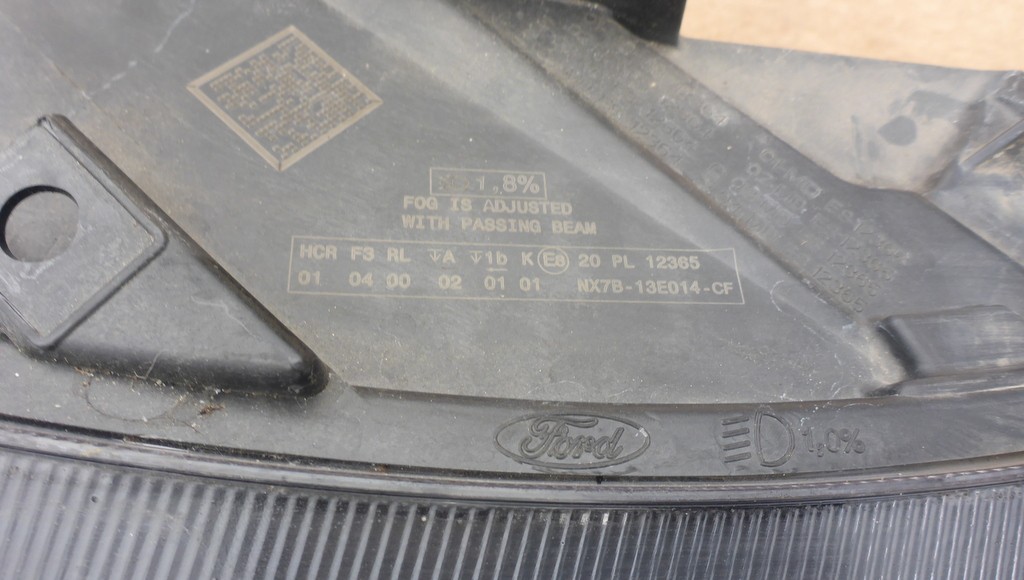 1,8%
FOG IS ADJUSTED
WITH PASSING BEAM
HCR FS RL ↓A ↓1b K E8 20 PL 12365
01 04 00 02 01 01 NX7B-13E014-CF
Ford
1,0%